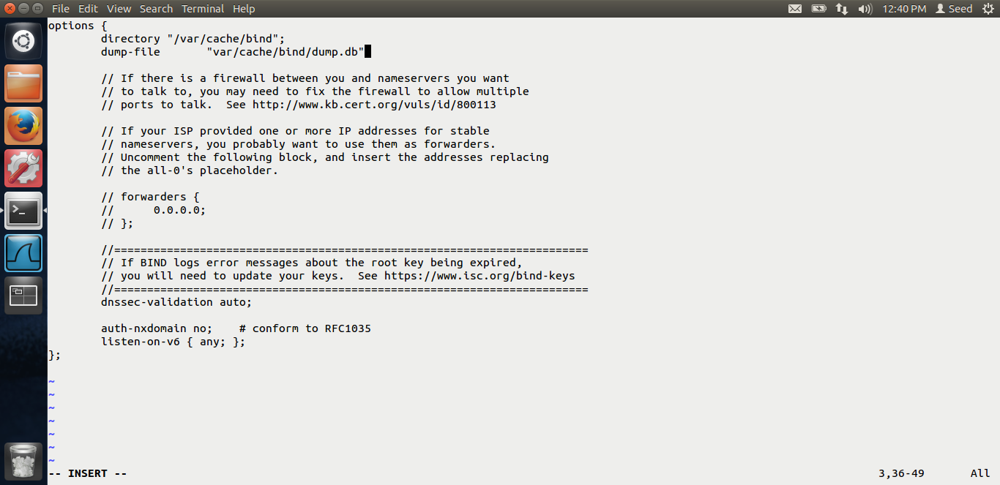 File Edit View Search Terminal Help 12:40 PM Seed
options {
directory "/var/cache/bind";
dump-file "var/cache/bind/dump.db"
// If there is a firewall between you and nameservers you want
// to talk to, you may need to fix the firewall to allow multiple
// ports to talk. See http://www.kb.cert.org/vuls/id/800113
// If your ISP provided one or more IP addresses for stable
// nameservers, you probably want to use them as forwarders.
// Uncomment the following block, and insert the addresses replacing
// the all-0's placeholder.
// forwarders {
// 0.0.0.0;
// };
//========================================================================
// If BIND logs error messages about the root key being expired,
// you will need to update your keys. See https://www.isc.org/bind-keys
//========================================================================
dnssec-validation auto;
auth-nxdomain no; # conform to RFC1035
listen-on-v6 { any; };
};
~
~
~
~
~
~
~
-- INSERT -- 3,36-49 All